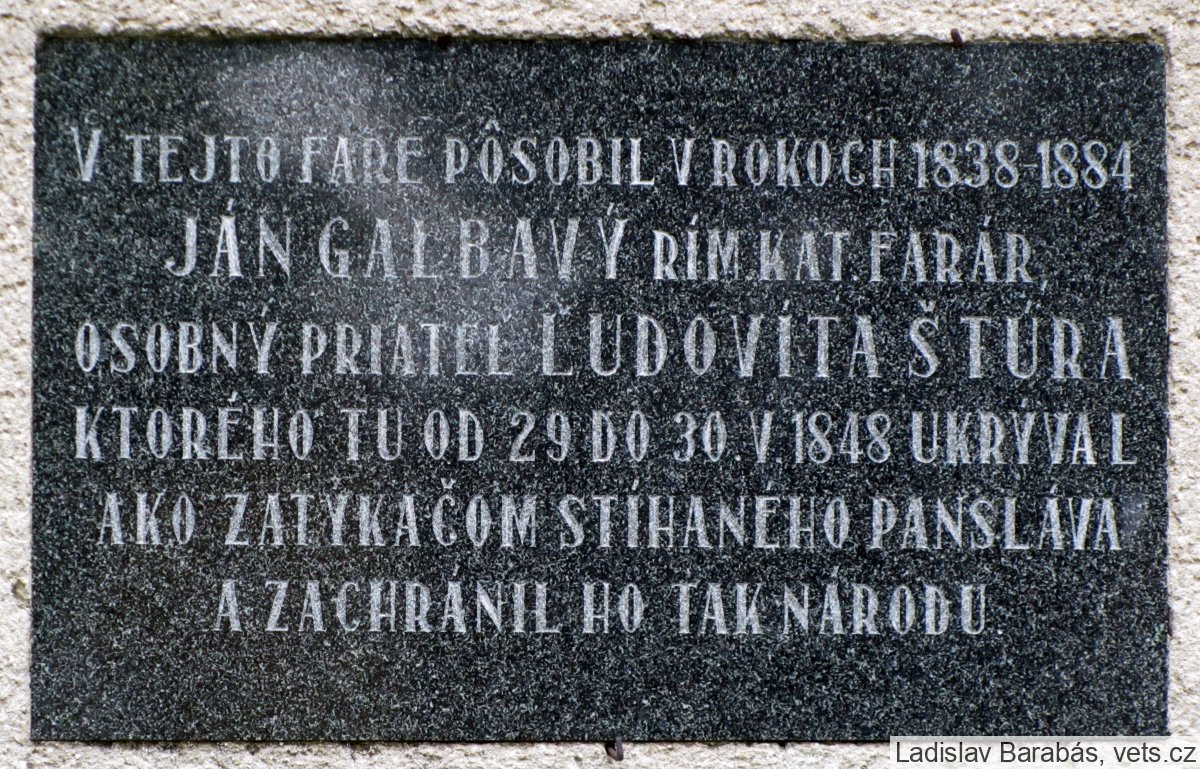 V TEJTO FARE PÔSOBIL V ROKOCH 1838-1884
JÁN GALBAVÝ RÍM. KAT. FARÁR,
OSOBNÝ PRIATEĽ ĽUDOVÍTA ŠTÚRA
KTORÉHO TU OD 29 DO 30. V. 1848 UKRÝVAL
AKO ZATÝKAČOM STÍHANÉHO PANSLÁVA
A ZACHRÁNIL HO TAK NÁRODU.
Ladislav Barabás, vets.cz